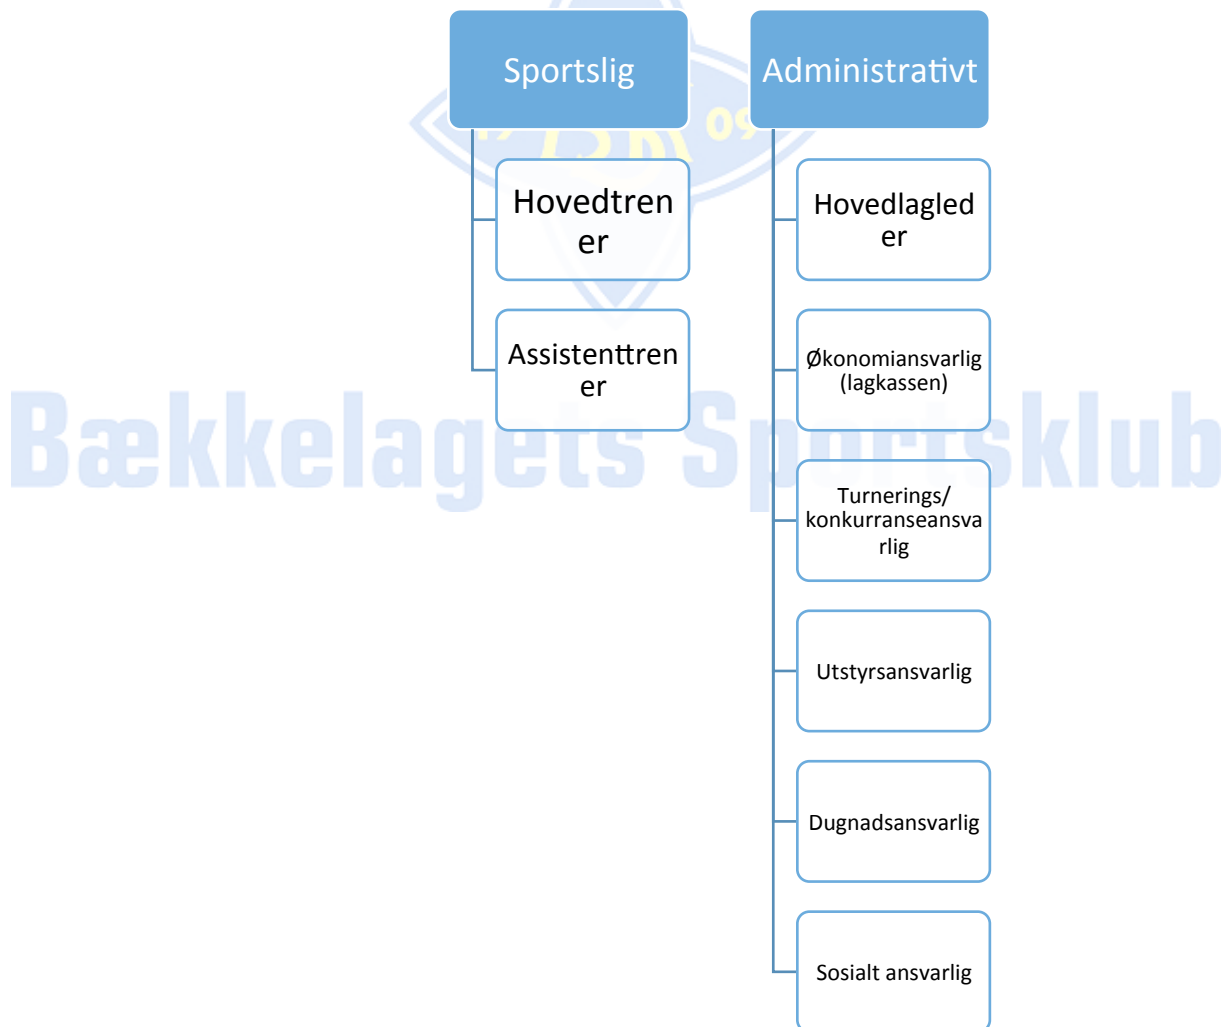 Sportslig
Hovedtren
er
Assistenttren
er
Administrativt
Hovedlagled
er
Økonomiansvarlig
(lagkassen)
Turnerings/
konkurranseansva
rlig
Utstyrsansvarlig
Dugnadsansvarlig
Sosialt ansvarlig
Bækkelagets Sportsklub
09